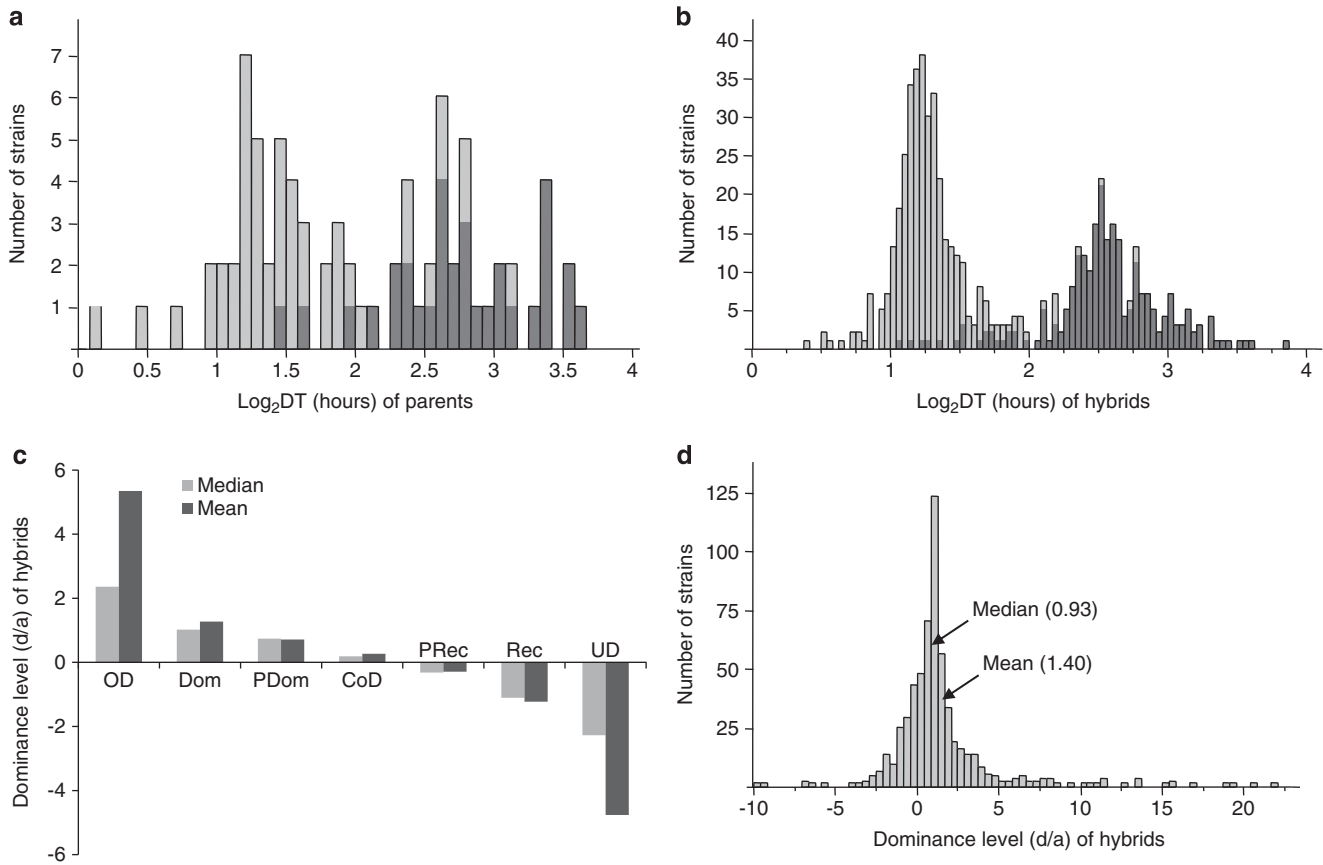 a
7
6
5
4
3
2
1
0 0.5 1 1.5 2 2.5 3 3.5 4
Number of strains
Log2DT (hours) of parents
b
40
35
30
25
20
15
10
5
0 1 2 3 4
Number of strains
Log2DT (hours) of hybrids
c
6
4
2
0
-2
-4
-6
Dominance level (d/a) of hybrids
Median
Mean
PRec Rec UD
OD Dom PDom CoD
d
125
100
75
50
25
-10 -5 0 5 10 15 20
Number of strains
Median (0.93)
Mean (1.40)
Dominance level (d/a) of hybrids